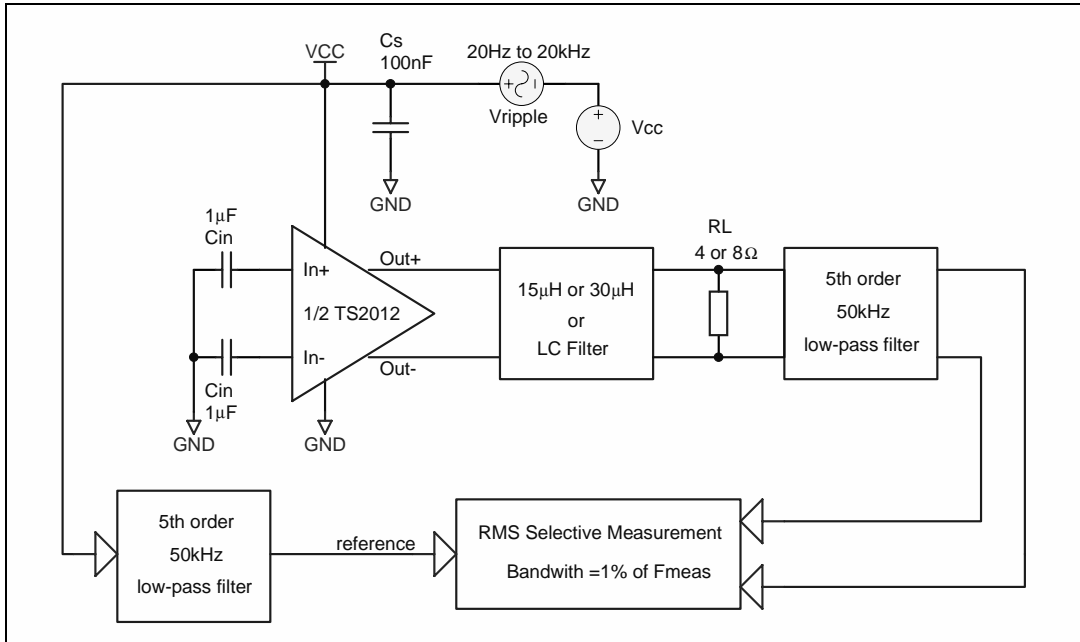 VCC
Cs
100nF
20Hz to 20kHz
+
-
Vripple
+
-
Vcc
GND
GND
1µF
Cin
In+
Out+
1/2 TS2012
In-
Out-
Cin
1µF
GND
GND
15µH or 30µH
or
LC Filter
RL
4 or 8Ω
5th order
50kHz
low-pass filter
5th order
50kHz
low-pass filter
reference
RMS Selective Measurement
Bandwith =1% of Fmeas